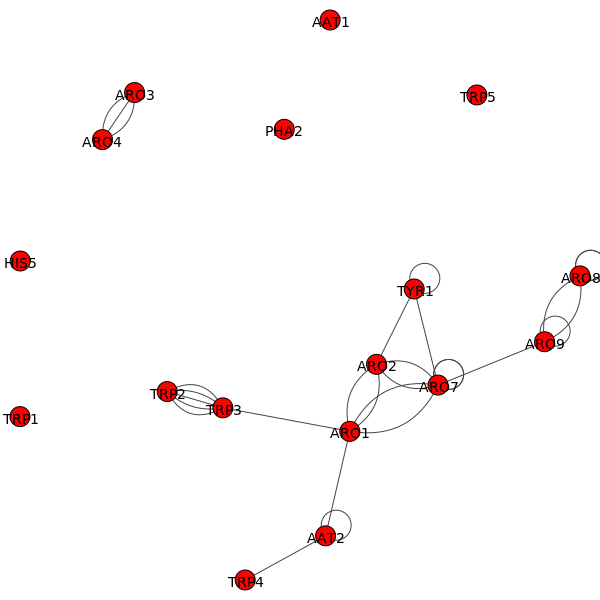 AAT1
ARO3
TRP5
PHA2
ARO4
HIS5
ARO8
TYR1
ARO9
ARO2
ARO7
TRP2
TRP3
TRP1
ARO1
AAT2
TRP4